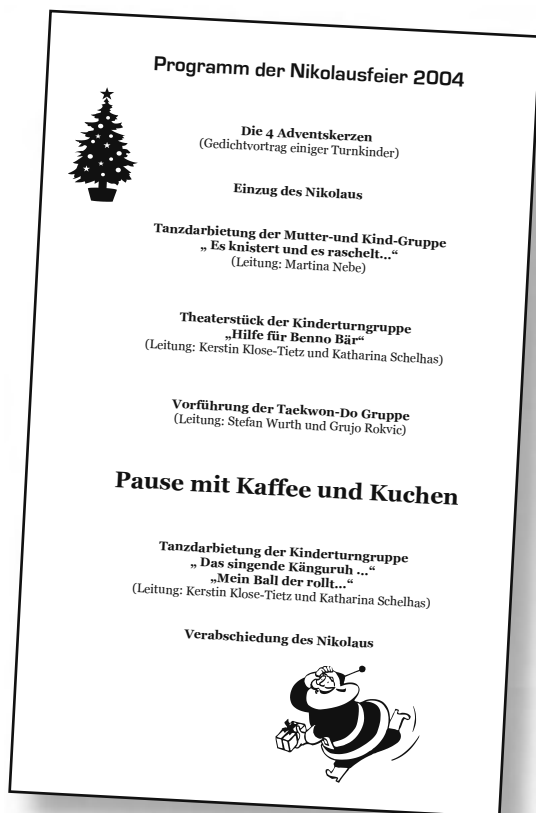 Programm der Nikolausfeier 2004
Die 4 Adventskerzen
(Gedichtvortrag einiger Turnkinder)
Einzug des Nikolaus
Tanzdarbietung der Mutter-und Kind-Gruppe
„ Es knistert und es raschelt...“
(Leitung: Martina Nebe)
Theaterstück der Kinderturngruppe
„Hilfe für Benno Bär“
(Leitung: Kerstin Klose-Tietz und Katharina Schelhas)
Vorführung der Taekwon-Do Gruppe
(Leitung: Stefan Wurth und Grujo Rokvic)
Pause mit Kaffee und Kuchen
Tanzdarbietung der Kinderturngruppe
„ Das singende Känguruh ...“
„Mein Ball der rollt...“
(Leitung: Kerstin Klose-Tietz und Katharina Schelhas)
Verabschiedung des Nikolaus